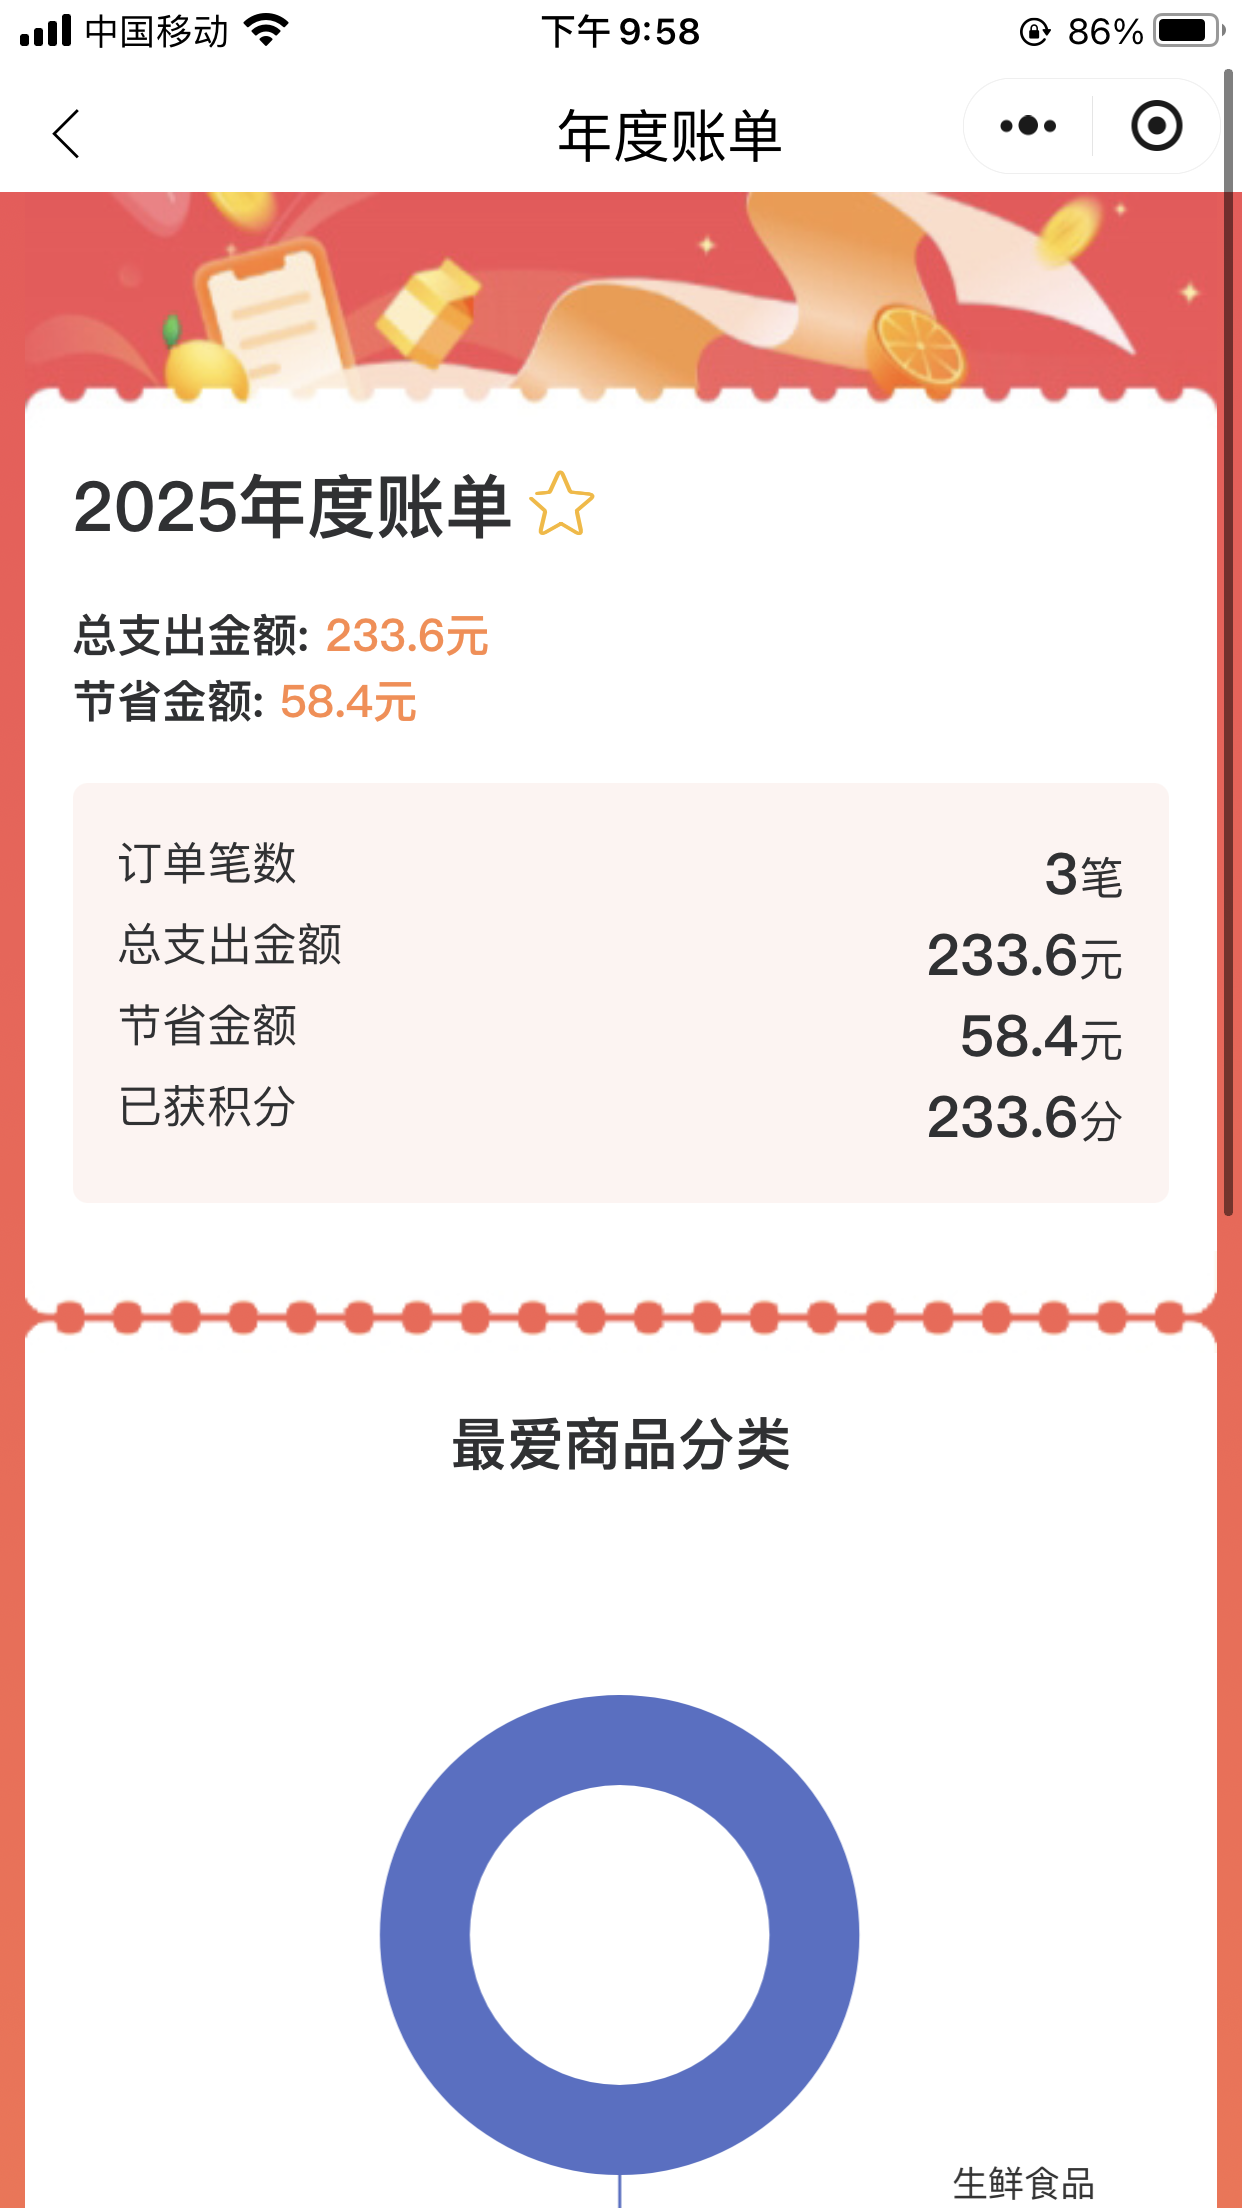 中国移动
下午 9:58
86%
年度账单
2025年度账单
总支出金额: 233.6元
节省金额: 58.4元
订单笔数 3笔
总支出金额 233.6元
节省金额 58.4元
已获积分 233.6分
最爱商品分类
生鲜食品